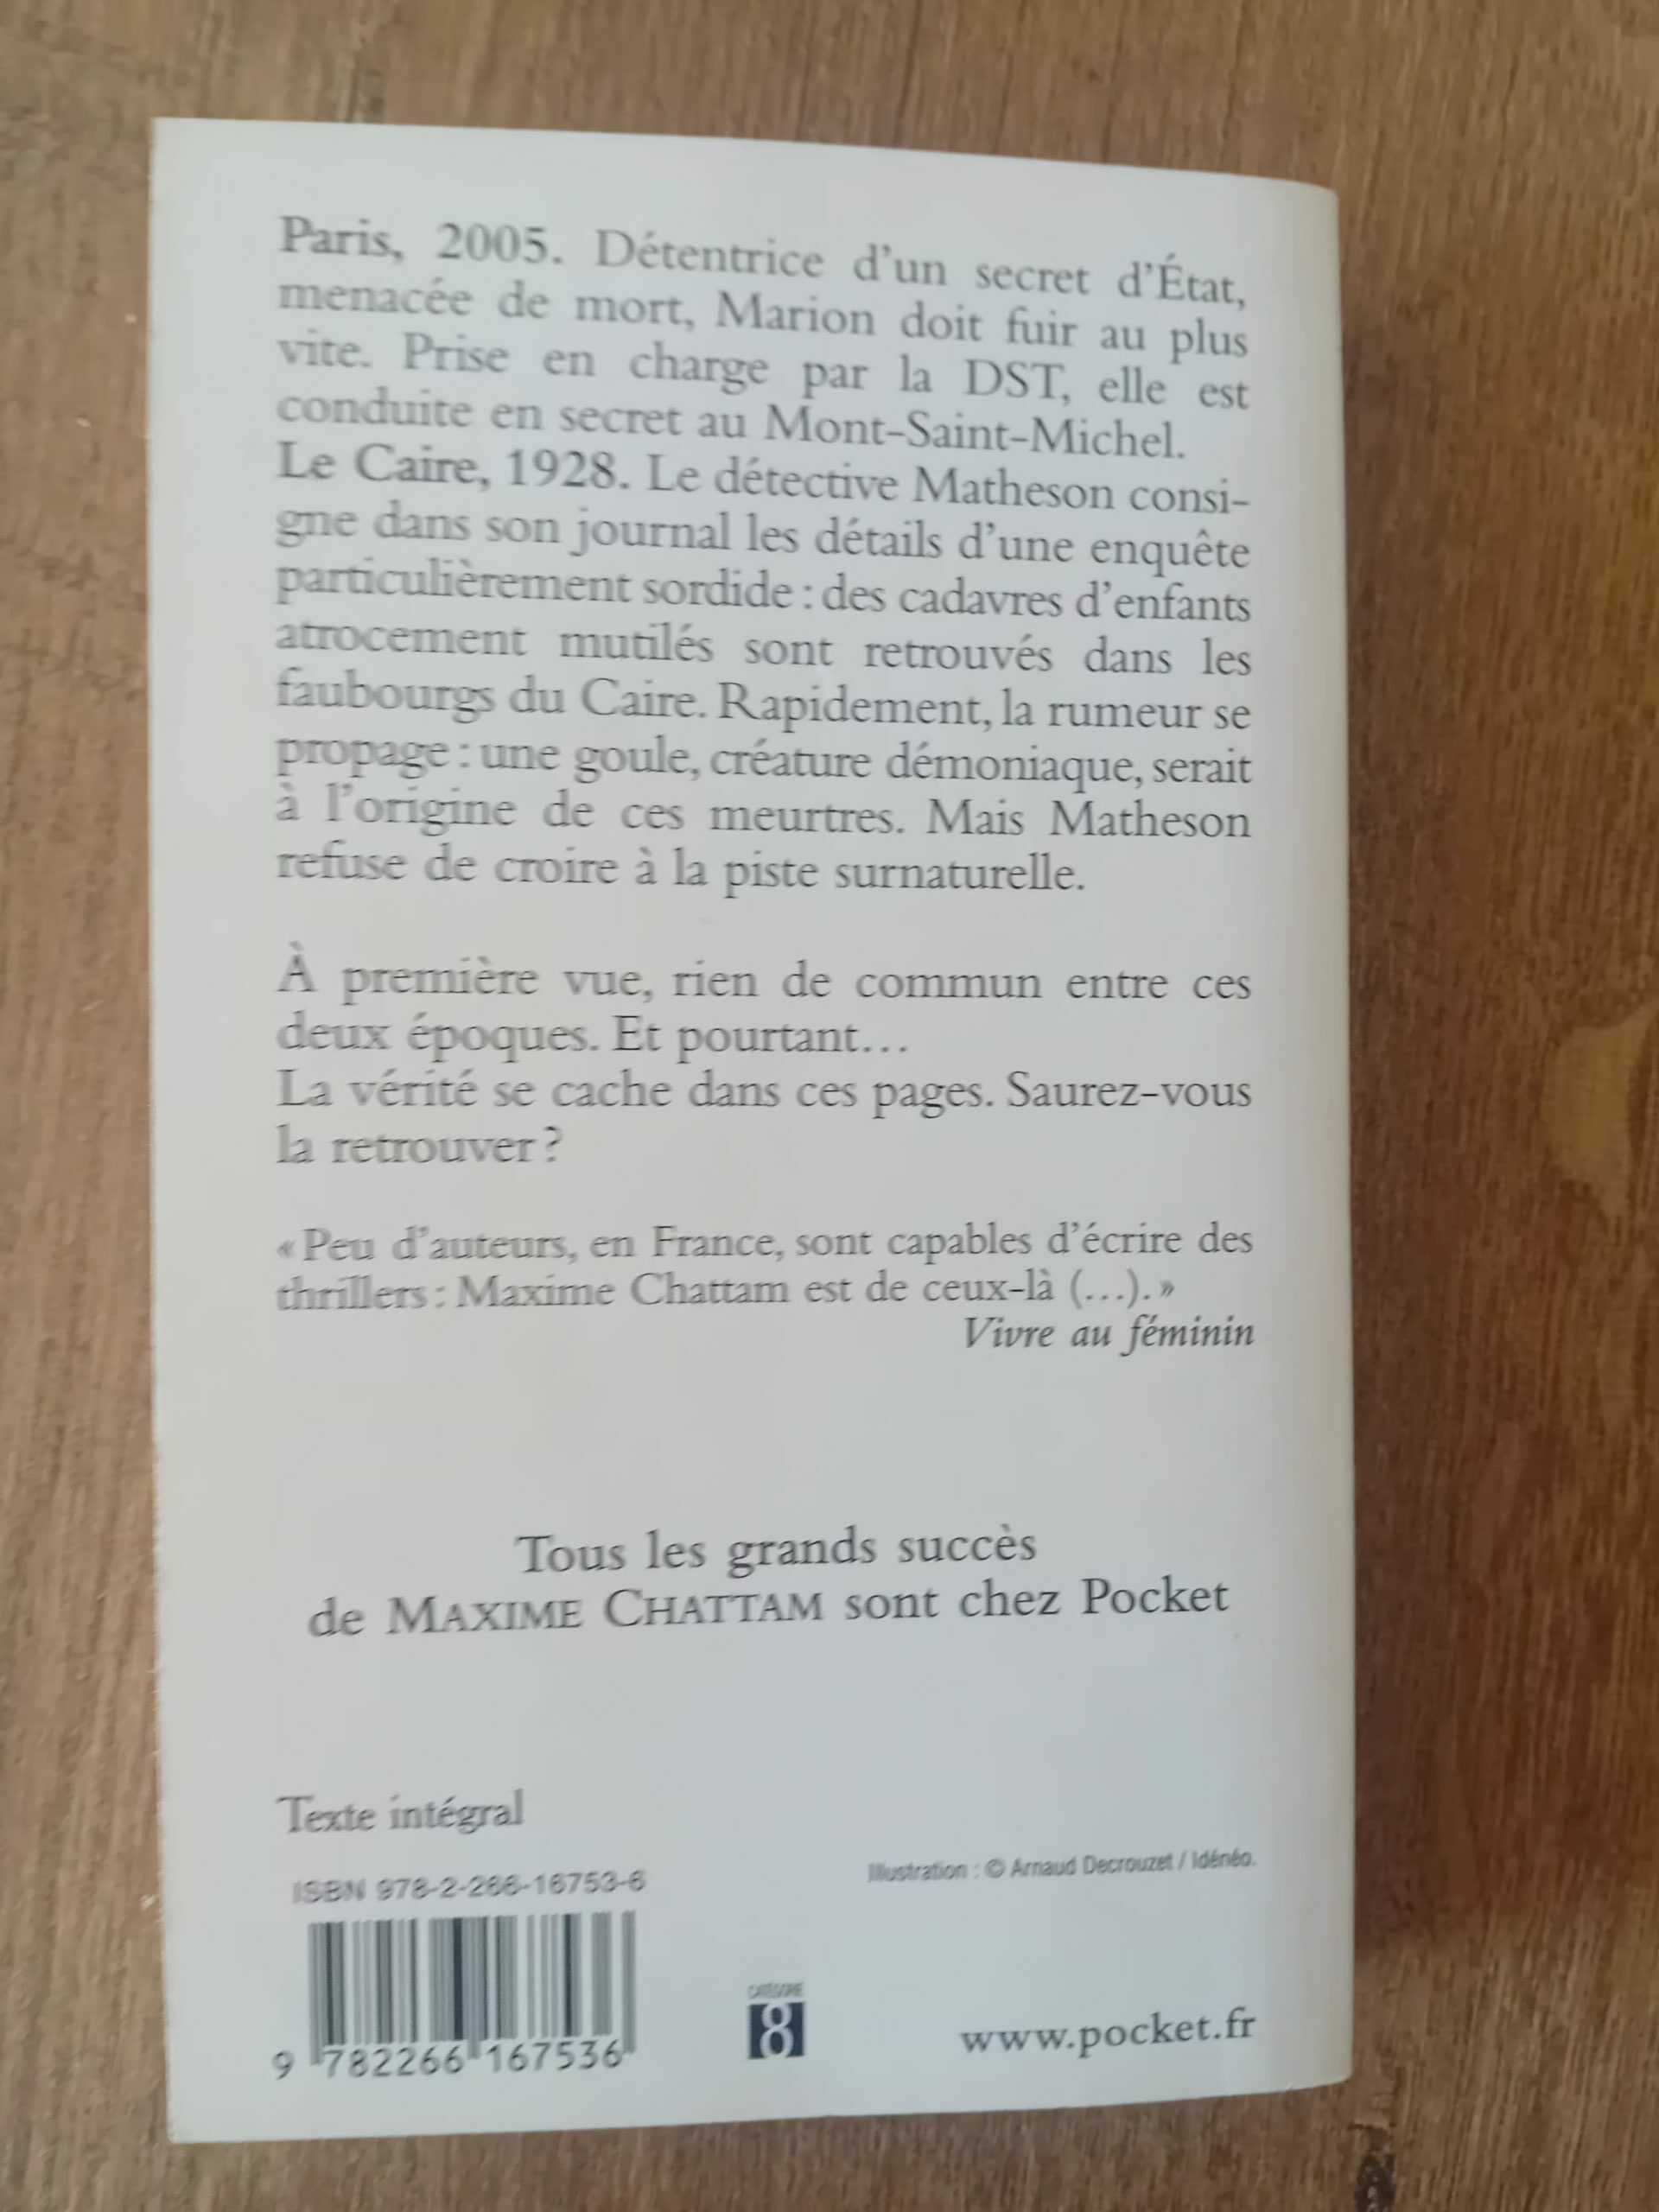 Paris, 2005. Détentrice d'un secret d'État,
menacée de mort, Marion doit fuir au plus
vite. Prise en charge par la DST, elle est
conduite en secret au Mont-Saint-Michel.
Le Caire, 1928. Le détective Matheson consi-
gne dans son journal les détails d'une enquête
particulièrement sordide : des cadavres d'enfants
atrocement mutilés sont retrouvés dans les
faubourgs du Caire. Rapidement, la rumeur se
propage : une goule, créature démoniaque, serait
à l'origine de ces meurtres. Mais Matheson
refuse de croire à la piste surnaturelle.
À première vue, rien de commun entre ces
deux époques. Et pourtant...
La vérité se cache dans ces pages. Saurez-vous
la retrouver ?
« Peu d'auteurs, en France, sont capables d'écrire des
thrillers : Maxime Chattam est de ceux-là (...). »
Vivre au féminin
Tous les grands succès
de MAXIME CHATTAM sont chez Pocket
Texte intégral
ISBN 978-2-266-16753-6
Illustration : © Arnaud Decrouzet / Idénéo.
9 782266 167536
CATÉGORIE
8
www.pocket.fr